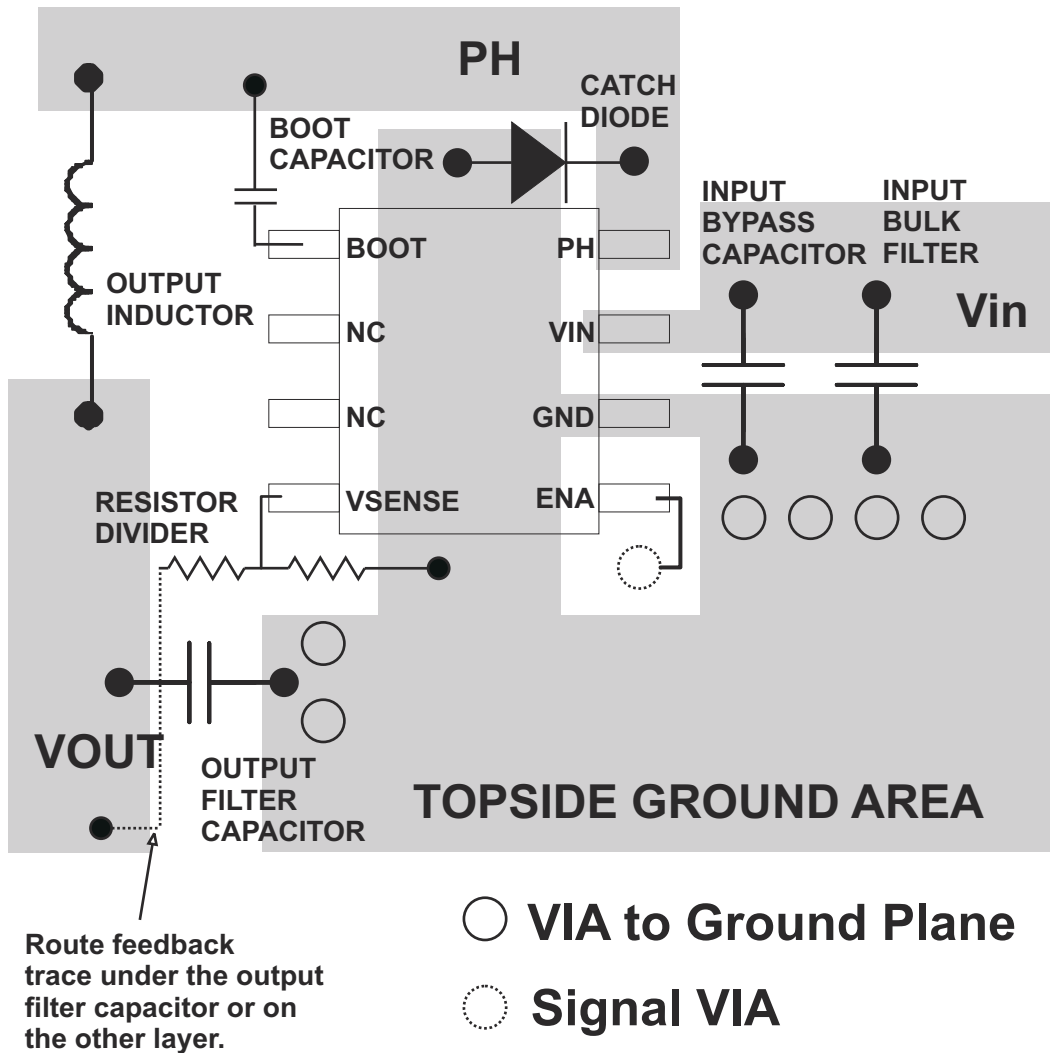 PH
CATCH
DIODE
BOOT
CAPACITOR
INPUT
BYPASS
CAPACITOR
INPUT
BULK
FILTER
BOOT
PH
OUTPUT
INDUCTOR
Vin
NC
VIN
NC
GND
RESISTOR
DIVIDER
VSENSE
ENA
VOUT
OUTPUT
FILTER
CAPACITOR
TOPSIDE GROUND AREA
Route feedback
trace under the output
filter capacitor or on
the other layer.
VIA to Ground Plane
Signal VIA